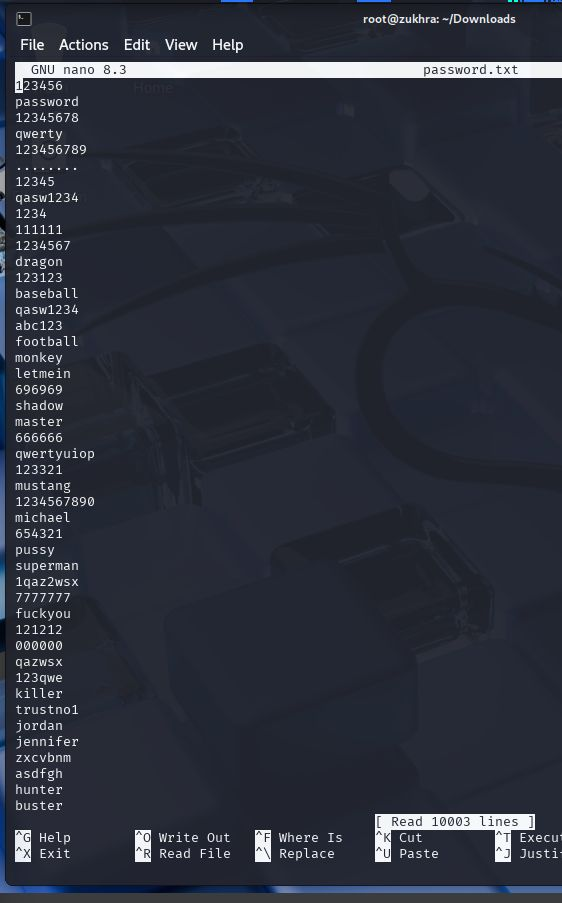 root@zukhra: ~/Downloads
File Actions Edit View Help
GNU nano 8.3 password.txt
Home
123456
password
12345678
qwerty
123456789
........
12345
qasw1234
1234
111111
1234567
dragon
123123
baseball
qasw1234
abc123
football
monkey
letmein
696969
shadow
master
666666
qwertyuiop
123321
mustang
1234567890
michael
654321
pussy
superman
1qaz2wsx
7777777
fuckyou
121212
000000
qazwsx
123qwe
killer
trustno1
jordan
jennifer
zxcvbnm
asdfgh
hunter
buster
[ Read 10003 lines ]
^G Help ^O Write Out ^F Where Is ^K Cut ^T Execu
^X Exit ^R Read File ^\ Replace ^U Paste ^J Justi